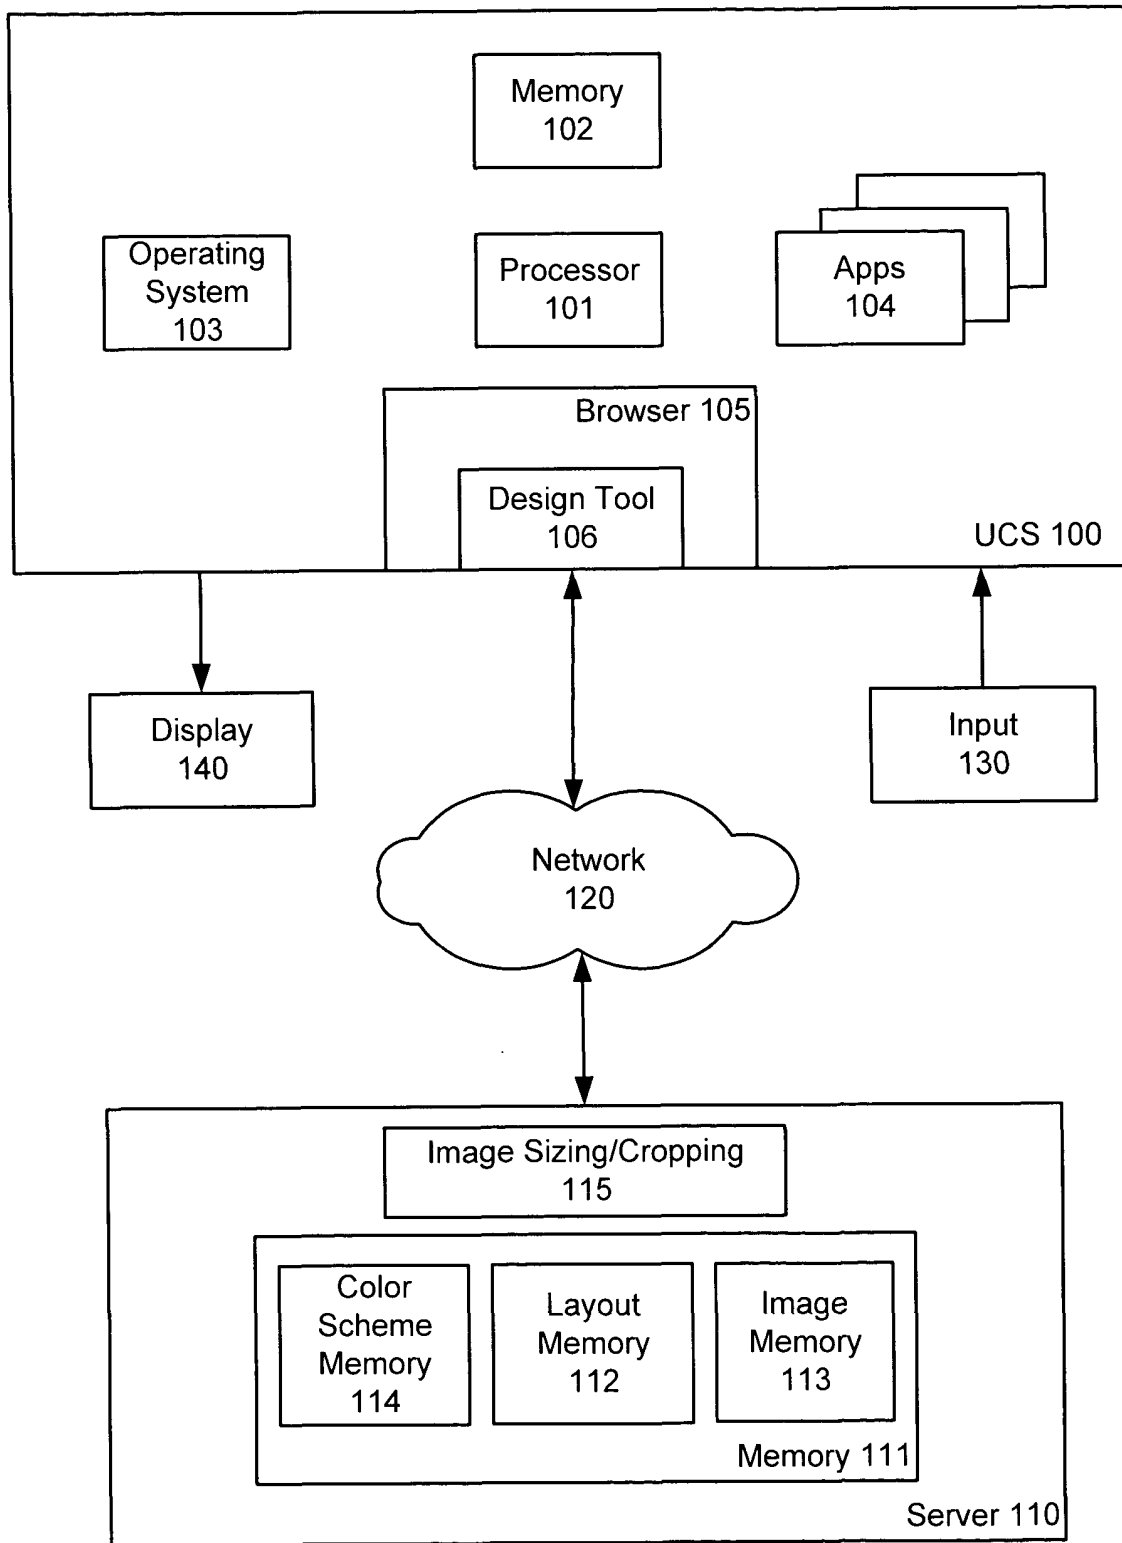 Memory
102
Operating
System
103
Processor
101
Apps
104
Browser 105
Design Tool
106
UCS 100
Display
140
Input
130
Network
120
Image Sizing/Cropping
115
Color
Scheme
Memory
114
Layout
Memory
112
Image
Memory
113
Memory 111
Server 110